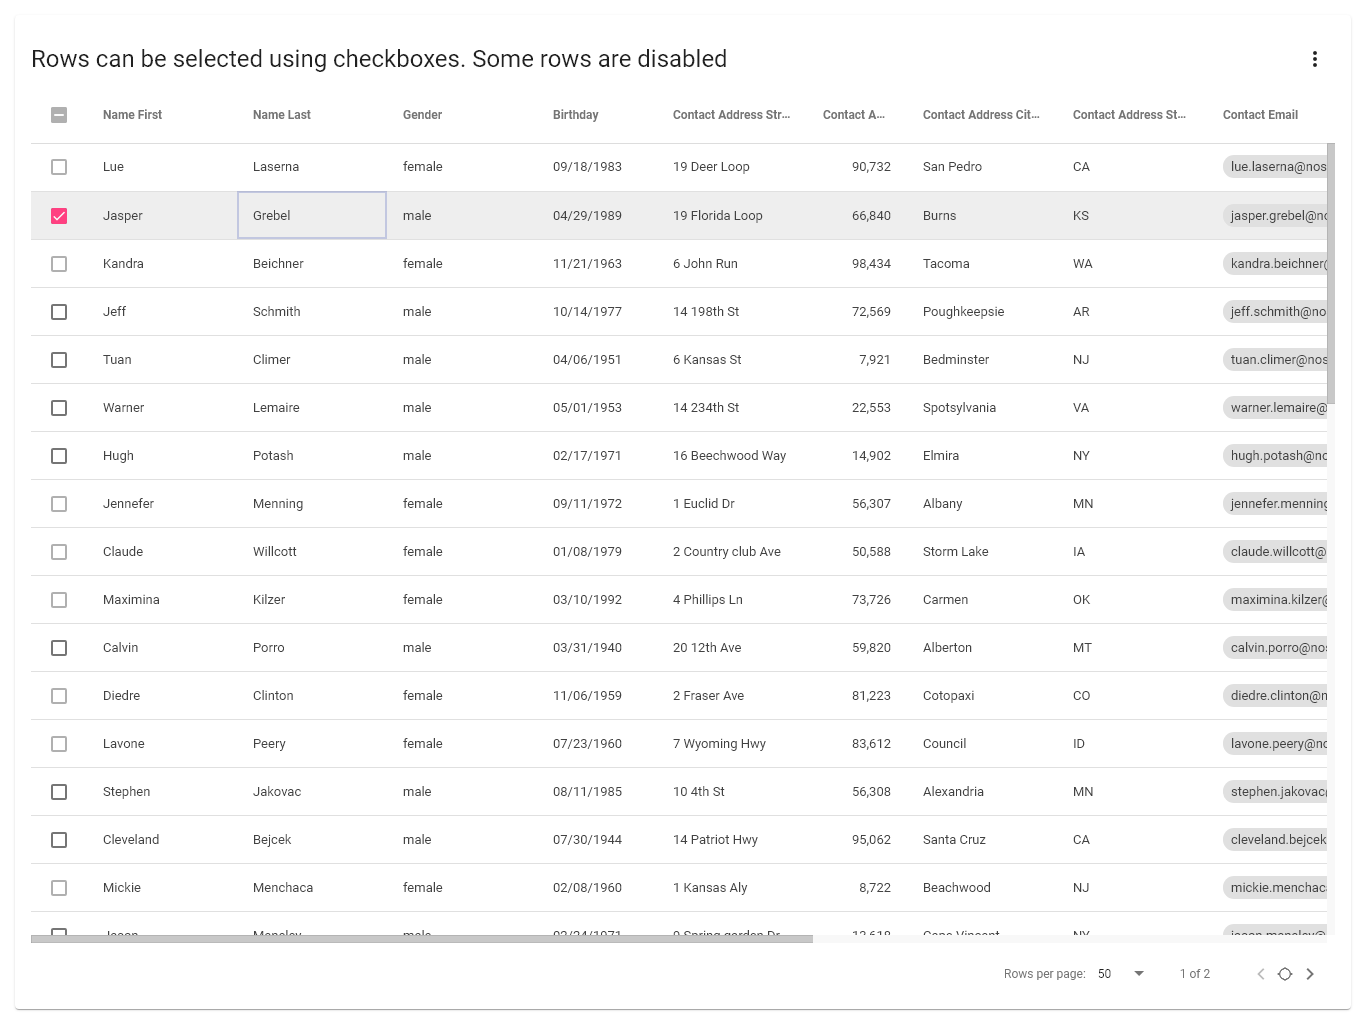 Rows can be selected using checkboxes. Some rows are disabled
Name First Name Last Gender Birthday Contact Address Str... Contact A... Contact Address Cit... Contact Address St... Contact Email
Lue Laserna female 09/18/1983 19 Deer Loop 90,732 San Pedro CA lue.laserna@nos
Jasper Grebel male 04/29/1989 19 Florida Loop 66,840 Burns KS jasper.grebel@no
Kandra Beichner female 11/21/1963 6 John Run 98,434 Tacoma WA kandra.beichner@
Jeff Schmith male 10/14/1977 14 198th St 72,569 Poughkeepsie AR jeff.schmith@no
Tuan Climer male 04/06/1951 6 Kansas St 7,921 Bedminster NJ tuan.climer@nos
Warner Lemaire male 05/01/1953 14 234th St 22,553 Spotsylvania VA warner.lemaire@
Hugh Potash male 02/17/1971 16 Beechwood Way 14,902 Elmira NY hugh.potash@no
Jennefer Menning female 09/11/1972 1 Euclid Dr 56,307 Albany MN jennefer.menning
Claude Willcott female 01/08/1979 2 Country club Ave 50,588 Storm Lake IA claude.willcott@
Maximina Kilzer female 03/10/1992 4 Phillips Ln 73,726 Carmen OK maximina.kilzer@
Calvin Porro male 03/31/1940 20 12th Ave 59,820 Alberton MT calvin.porro@nos
Diedre Clinton female 11/06/1959 2 Fraser Ave 81,223 Cotopaxi CO diedre.clinton@n
Lavone Peery female 07/23/1960 7 Wyoming Hwy 83,612 Council ID lavone.peery@no
Stephen Jakovac male 08/11/1985 10 4th St 56,308 Alexandria MN stephen.jakovac@
Cleveland Bejcek male 07/30/1944 14 Patriot Hwy 95,062 Santa Cruz CA cleveland.bejcek
Mickie Menchaca female 02/08/1960 1 Kansas Aly 8,722 Beachwood NJ mickie.menchac
Rows per page: 50 1 of 2